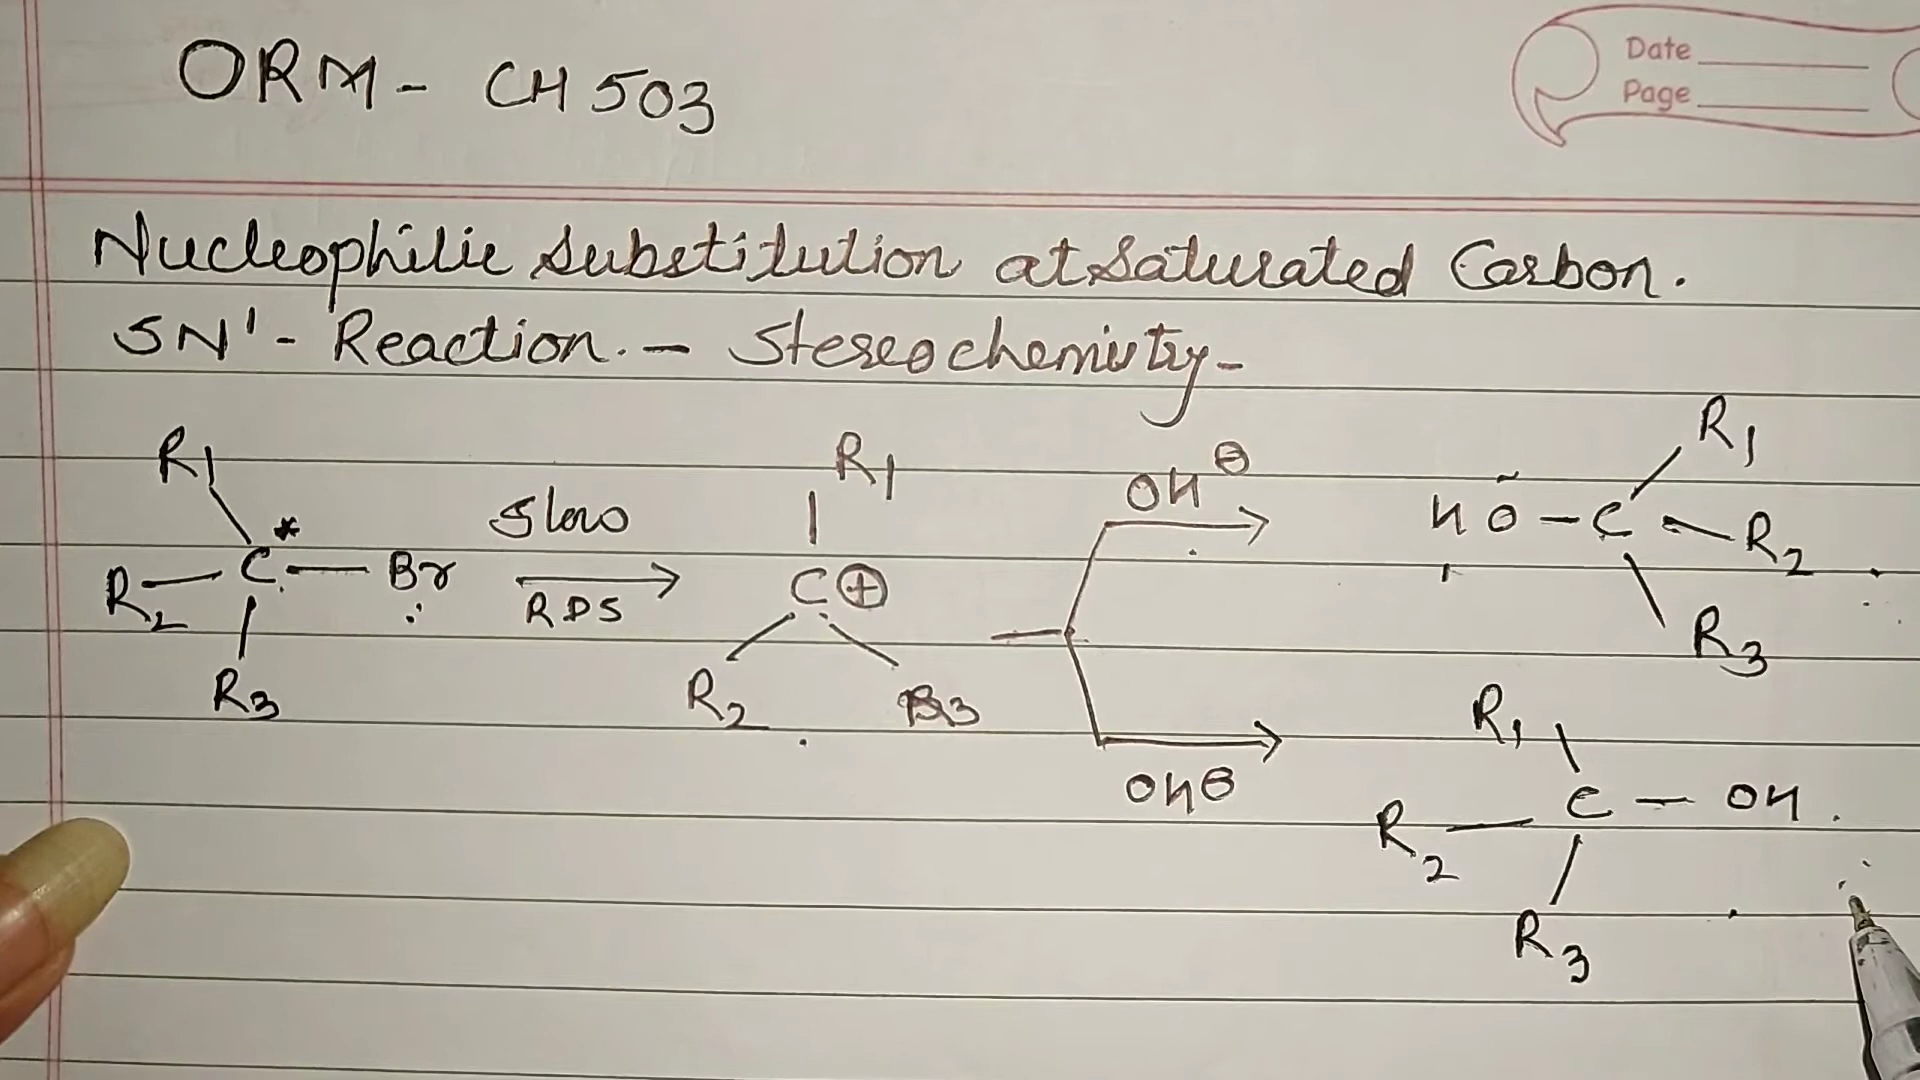 ORM - CH 503
Date
Page
Nucleophilic Substitution at Saturated Carbon.
SN1 - Reaction. - Stereochemistry -
R1
R2 — C* — Br
R3
Slow
RDS
R1
C⊕
R2 R3
OH⊖
OH⊖
R1
HO — C — R2
R3
R1
R2 — C — OH.
R3